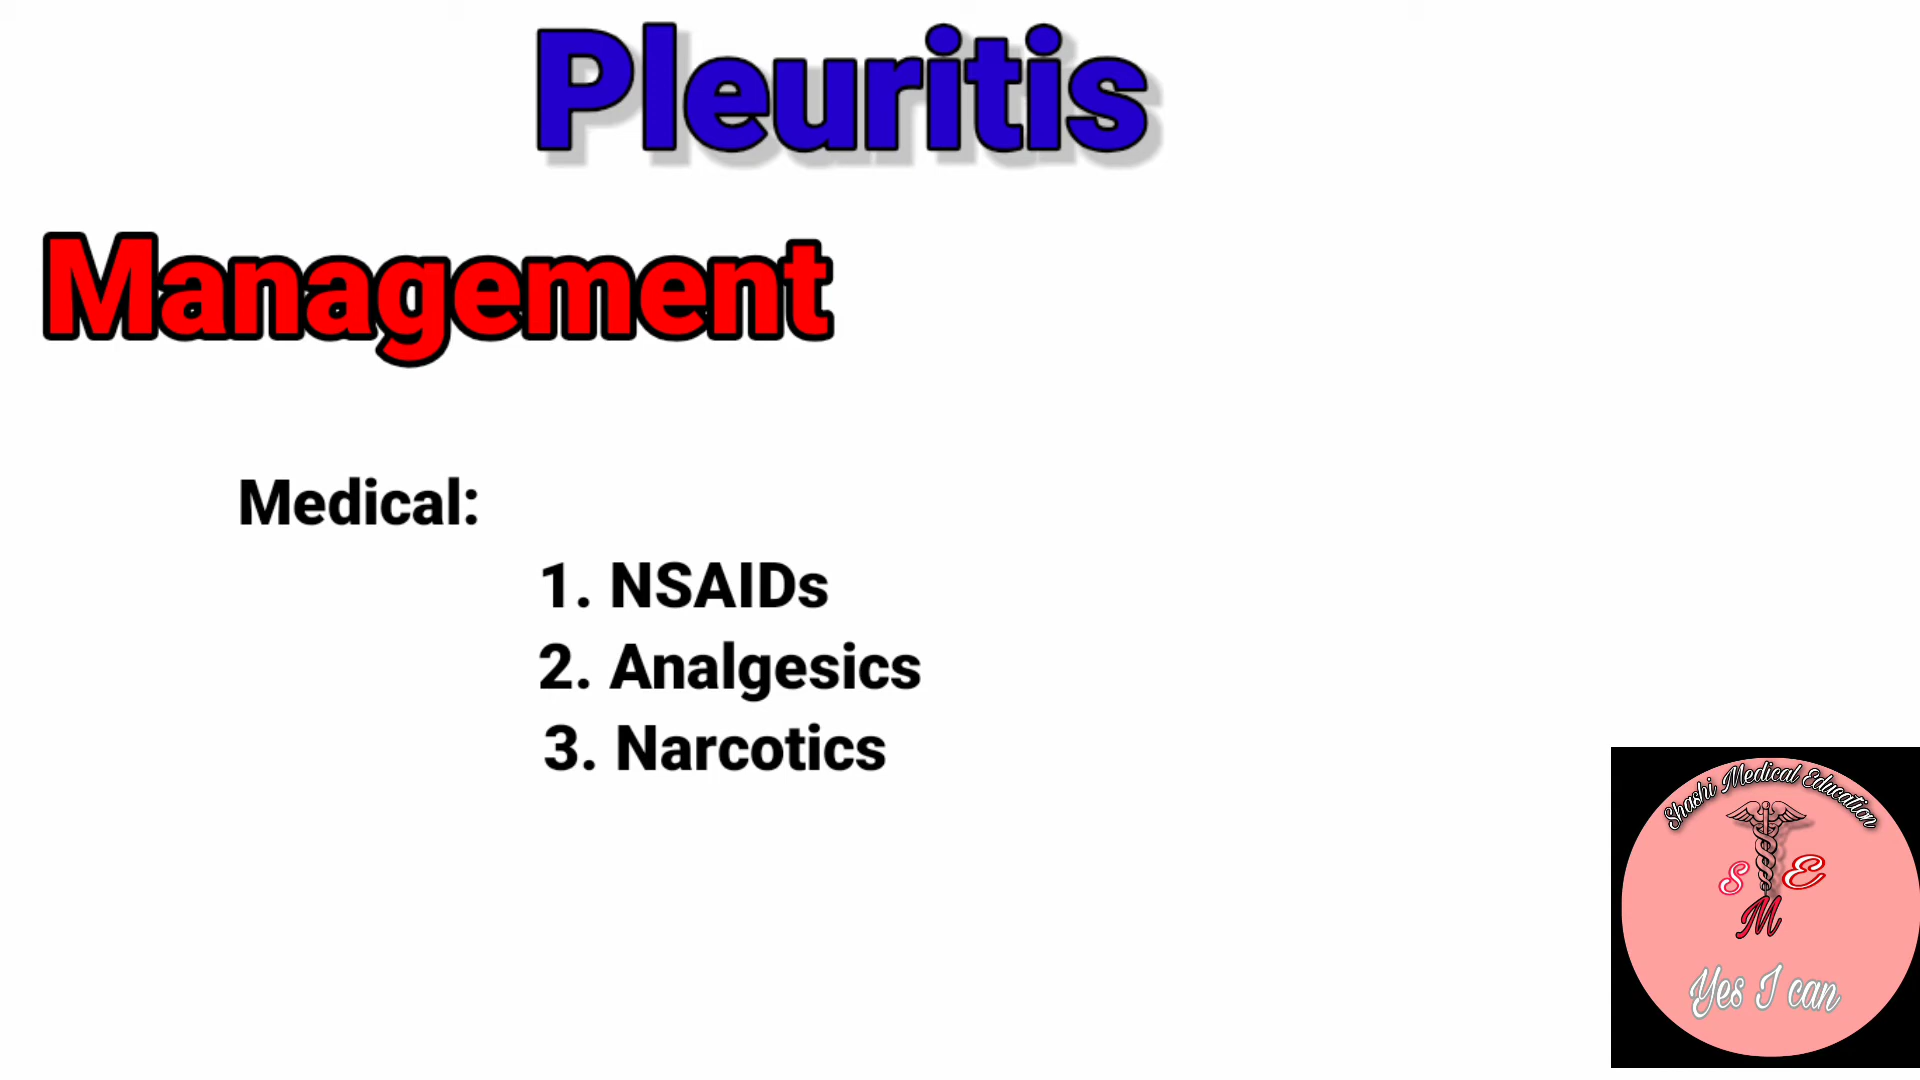 Pleuritis
Management
Medical:
1. NSAIDs
2. Analgesics
3. Narcotics
Shashi Medical Education
S E
M
Yes I can